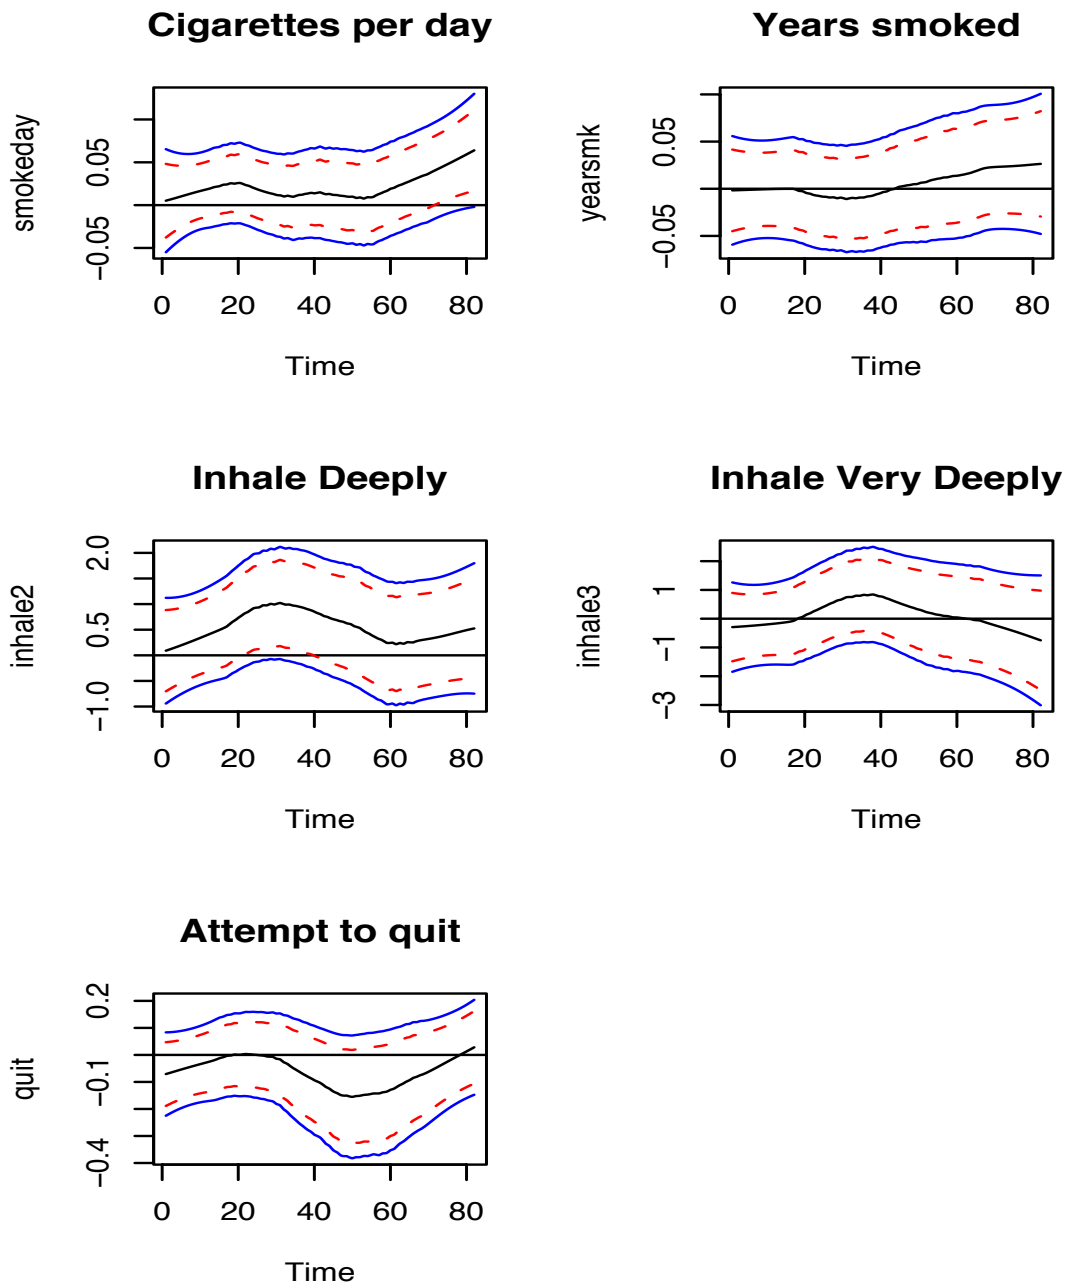 Cigarettes per day
smokeday
0.05
−0.05
0 20 40 60 80
Time
Years smoked
yearsmk
0.05
−0.05
0 20 40 60 80
Time
Inhale Deeply
inhale2
2.0
0.5
−1.0
0 20 40 60 80
Time
Inhale Very Deeply
inhale3
1
−1
−3
0 20 40 60 80
Time
Attempt to quit
quit
0.2
−0.1
−0.4
0 20 40 60 80
Time